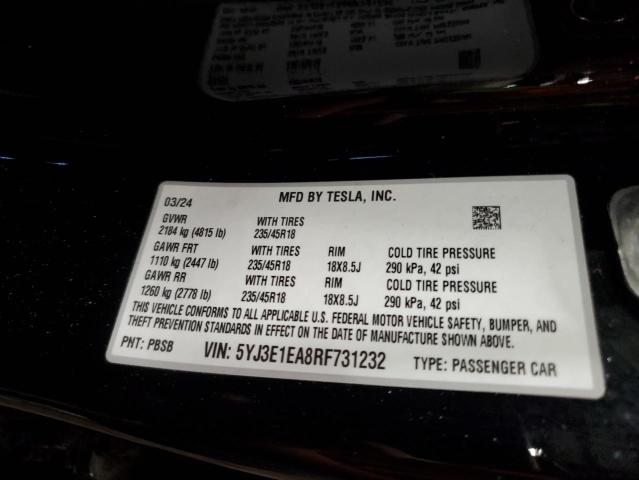 03/24 MFD BY TESLA, INC.
GVWR WITH TIRES
2184 kg (4815 lb) 235/45R18
GAWR FRT WITH TIRES RIM COLD TIRE PRESSURE
1110 kg (2447 lb) 235/45R18 18X8.5J 290 kPa, 42 psi
GAWR RR WITH TIRES RIM COLD TIRE PRESSURE
1260 kg (2778 lb) 235/45R18 18X8.5J 290 kPa, 42 psi
THIS VEHICLE CONFORMS TO ALL APPLICABLE U.S. FEDERAL MOTOR VEHICLE SAFETY, BUMPER, AND
THEFT PREVENTION STANDARDS IN EFFECT ON THE DATE OF MANUFACTURE SHOWN ABOVE.
PNT: PBSB VIN: 5YJ3E1EA8RF731232 TYPE: PASSENGER CAR